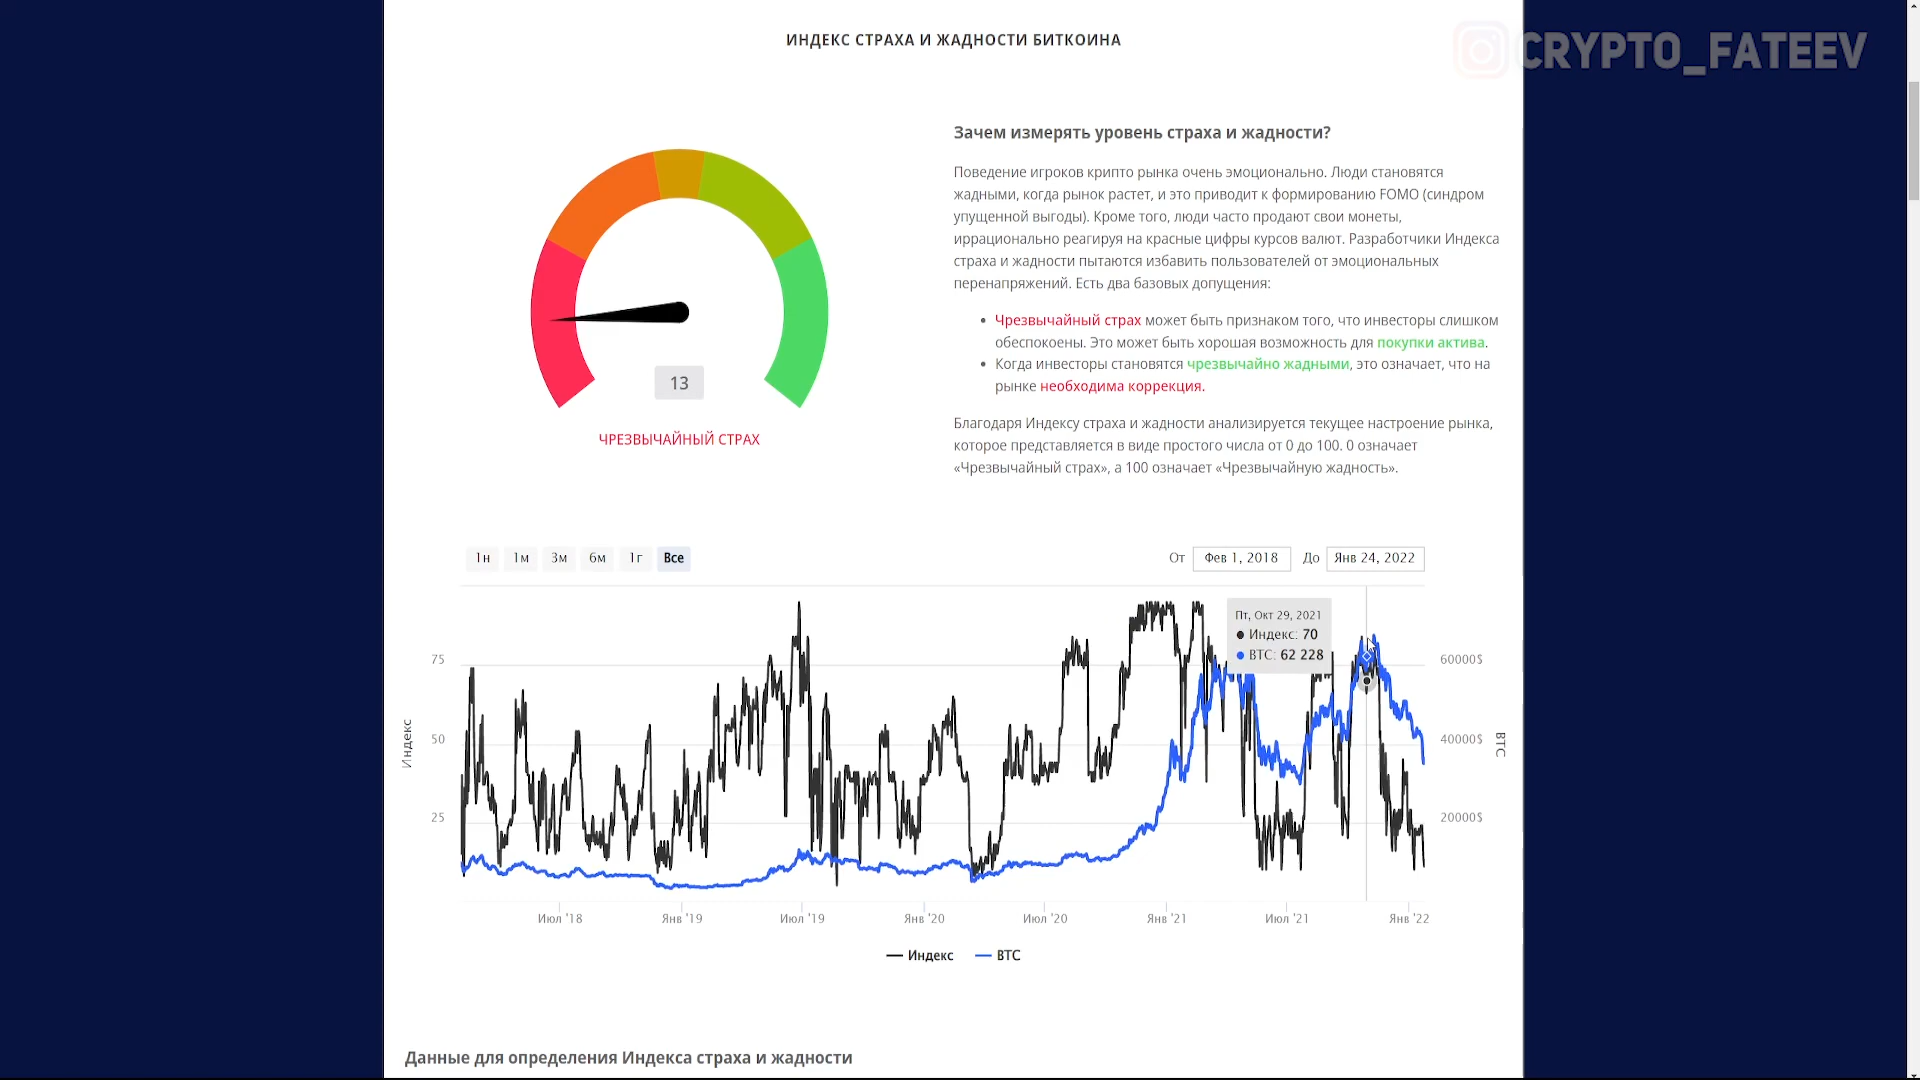 CRYPTO_FATEEV
ИНДЕКС СТРАХА И ЖАДНОСТИ БИТКОИНА
13
ЧРЕЗВЫЧАЙНЫЙ СТРАХ
Зачем измерять уровень страха и жадности?
Поведение игроков крипто рынка очень эмоционально. Люди становятся
жадными, когда рынок растет, и это приводит к формированию FOMO (синдром
упущенной выгоды). Кроме того, люди часто продают свои монеты,
иррационально реагируя на красные цифры курсов валют. Разработчики Индекса
страха и жадности пытаются избавить пользователей от эмоциональных
перенапряжений. Есть два базовых допущения:
• Чрезвычайный страх может быть признаком того, что инвесторы слишком
обеспокоены. Это может быть хорошая возможность для покупки актива.
• Когда инвесторы становятся чрезвычайно жадными, это означает, что на
рынке необходима коррекция.
Благодаря Индексу страха и жадности анализируется текущее настроение рынка,
которое представляется в виде простого числа от 0 до 100. 0 означает
«Чрезвычайный страх», а 100 означает «Чрезвычайную жадность».
1н 1м 3м 6м 1г Все
От Фев 1, 2018 До Янв 24, 2022
Пт, Окт 29, 2021
● Индекс: 70
● BTC: 62 228
75
50
25
Индекс
60000$
40000$
20000$
BTC
Июл '18 Янв '19 Июл '19 Янв '20 Июл '20 Янв '21 Июл '21 Янв '22
Индекс BTC
Данные для определения Индекса страха и жадности